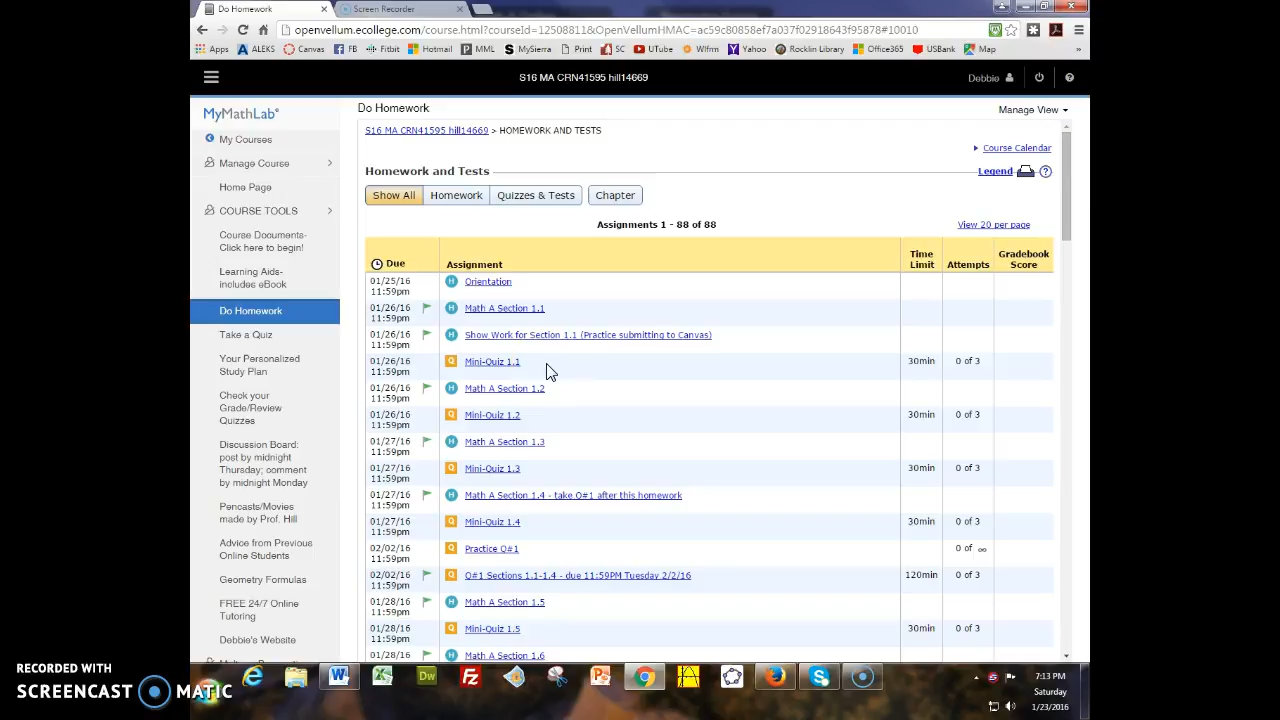 Do Homework
Screen Recorder
openvellum.ecollege.com/course.html?courseId=12508811&OpenVellumHMAC=ac59c80858ef7a037f02918643f95878#10010
Apps ALEKS Canvas FB Fitbit Hotmail MML MySierra Print SC UTube Wlfrm Yahoo Rocklin Library Office365 USBank Map »
S16 MA CRN41595 hill14669
Debbie
MyMathLab®
My Courses
Manage Course
Home Page
COURSE TOOLS
Course Documents-
Click here to begin!
Learning Aids-
includes eBook
Do Homework
Take a Quiz
Your Personalized
Study Plan
Check your
Grade/Review
Quizzes
Discussion Board:
post by midnight
Thursday; comment
by midnight Monday
Pencasts/Movies
made by Prof. Hill
Advice from Previous
Online Students
Geometry Formulas
FREE 24/7 Online
Tutoring
Debbie's Website
Do Homework
Manage View
S16 MA CRN41595 hill14669 > HOMEWORK AND TESTS
Course Calendar
Homework and Tests
Legend
Show All Homework Quizzes & Tests Chapter
Assignments 1 - 88 of 88
View 20 per page
Due Assignment Time Limit Attempts Gradebook Score
01/25/16 11:59pm H Orientation
01/26/16 11:59pm H Math A Section 1.1
01/26/16 11:59pm H Show Work for Section 1.1 (Practice submitting to Canvas)
01/26/16 11:59pm Q Mini-Quiz 1.1 30min 0 of 3
01/26/16 11:59pm H Math A Section 1.2
01/26/16 11:59pm Q Mini-Quiz 1.2 30min 0 of 3
01/27/16 11:59pm H Math A Section 1.3
01/27/16 11:59pm Q Mini-Quiz 1.3 30min 0 of 3
01/27/16 11:59pm H Math A Section 1.4 - take Q#1 after this homework
01/27/16 11:59pm Q Mini-Quiz 1.4 30min 0 of 3
02/02/16 11:59pm Q Practice Q#1 0 of ∞
02/02/16 11:59pm Q Q#1 Sections 1.1-1.4 - due 11:59PM Tuesday 2/2/16 120min 0 of 3
01/28/16 11:59pm H Math A Section 1.5
01/28/16 11:59pm Q Mini-Quiz 1.5 30min 0 of 3
01/28/16 H Math A Section 1.6
RECORDED WITH
SCREENCAST MATIC
7:13 PM
Saturday
1/23/2016